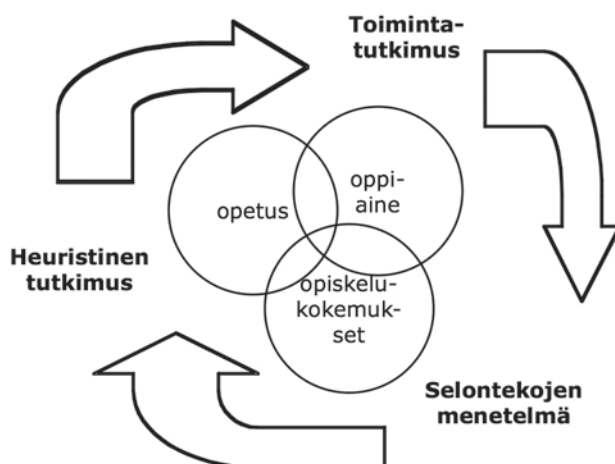 Toiminta-
tutkimus
opetus
oppi-
aine
Heuristinen
tutkimus
opiskelu-
kokemuk-
set
Selontekojen
menetelmä